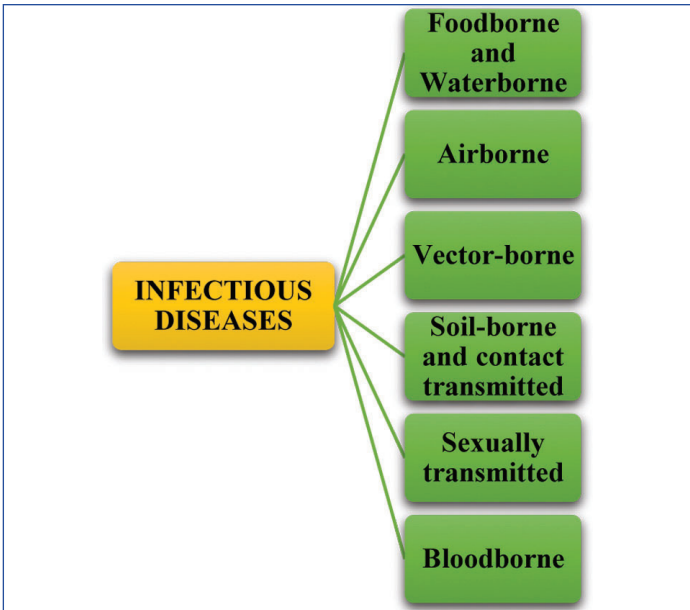 Foodborne
and
Waterborne
Airborne
Vector-borne
INFECTIOUS
DISEASES
Soil-borne
and contact
transmitted
Sexually
transmitted
Bloodborne